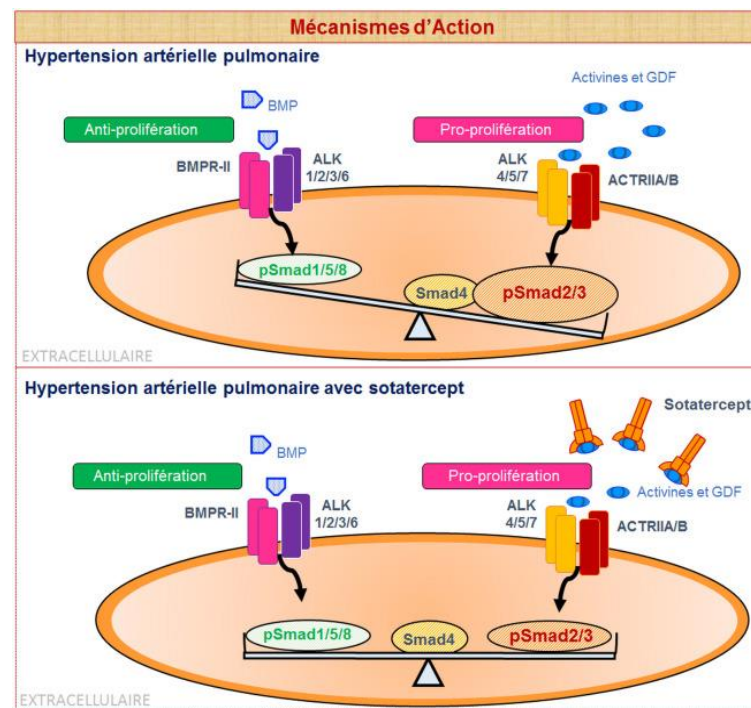 Mécanismes d’Action
Hypertension artérielle pulmonaire
Activines et GDF
BMP
Anti-prolifération
Pro-prolifération
BMPR-II
ALK
1/2/3/6
ALK
4/5/7
ACTRIIA/B
pSmad1/5/8
Smad4
pSmad2/3
EXTRACELLULAIRE
Hypertension artérielle pulmonaire avec sotatercept
Sotatercept
BMP
Anti-prolifération
Pro-prolifération
Activines et GDF
BMPR-II
ALK
1/2/3/6
ALK
4/5/7
ACTRIIA/B
pSmad1/5/8
Smad4
pSmad2/3
EXTRACELLULAIRE